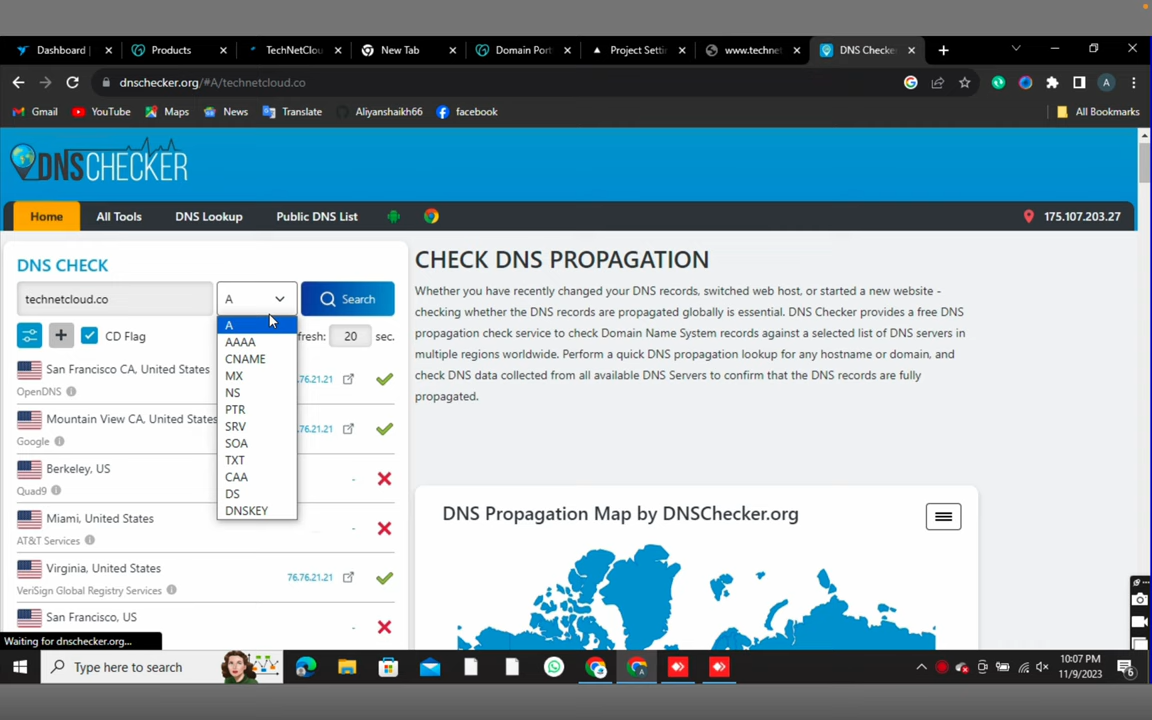 Dashboard
Products
TechNetClou
New Tab
Domain Port
Project Settin
www.techne
DNS Checke
dnschecker.org/#A/technetcloud.co
A
Gmail
YouTube
Maps
News
Translate
Aliyanshaikh66
facebook
All Bookmarks
DNSCHECKER
Home
All Tools
DNS Lookup
Public DNS List
175.107.203.27
DNS CHECK
technetcloud.co
A
Search
CD Flag
fresh:
20
sec.
A
AAAA
CNAME
MX
NS
PTR
SRV
SOA
TXT
CAA
DS
DNSKEY
San Francisco CA, United States
OpenDNS
.76.21.21
Mountain View CA, United States
Google
.76.21.21
Berkeley, US
Quad9
-
Miami, United States
AT&T Services
-
Virginia, United States
VeriSign Global Registry Services
76.76.21.21
San Francisco, US
-
CHECK DNS PROPAGATION
Whether you have recently changed your DNS records, switched web host, or started a new website -
checking whether the DNS records are propagated globally is essential. DNS Checker provides a free DNS
propagation check service to check Domain Name System records against a selected list of DNS servers in
multiple regions worldwide. Perform a quick DNS propagation lookup for any hostname or domain, and
check DNS data collected from all available DNS Servers to confirm that the DNS records are fully
propagated.
DNS Propagation Map by DNSChecker.org
Waiting for dnschecker.org...
Type here to search
10:07 PM
11/9/2023
6